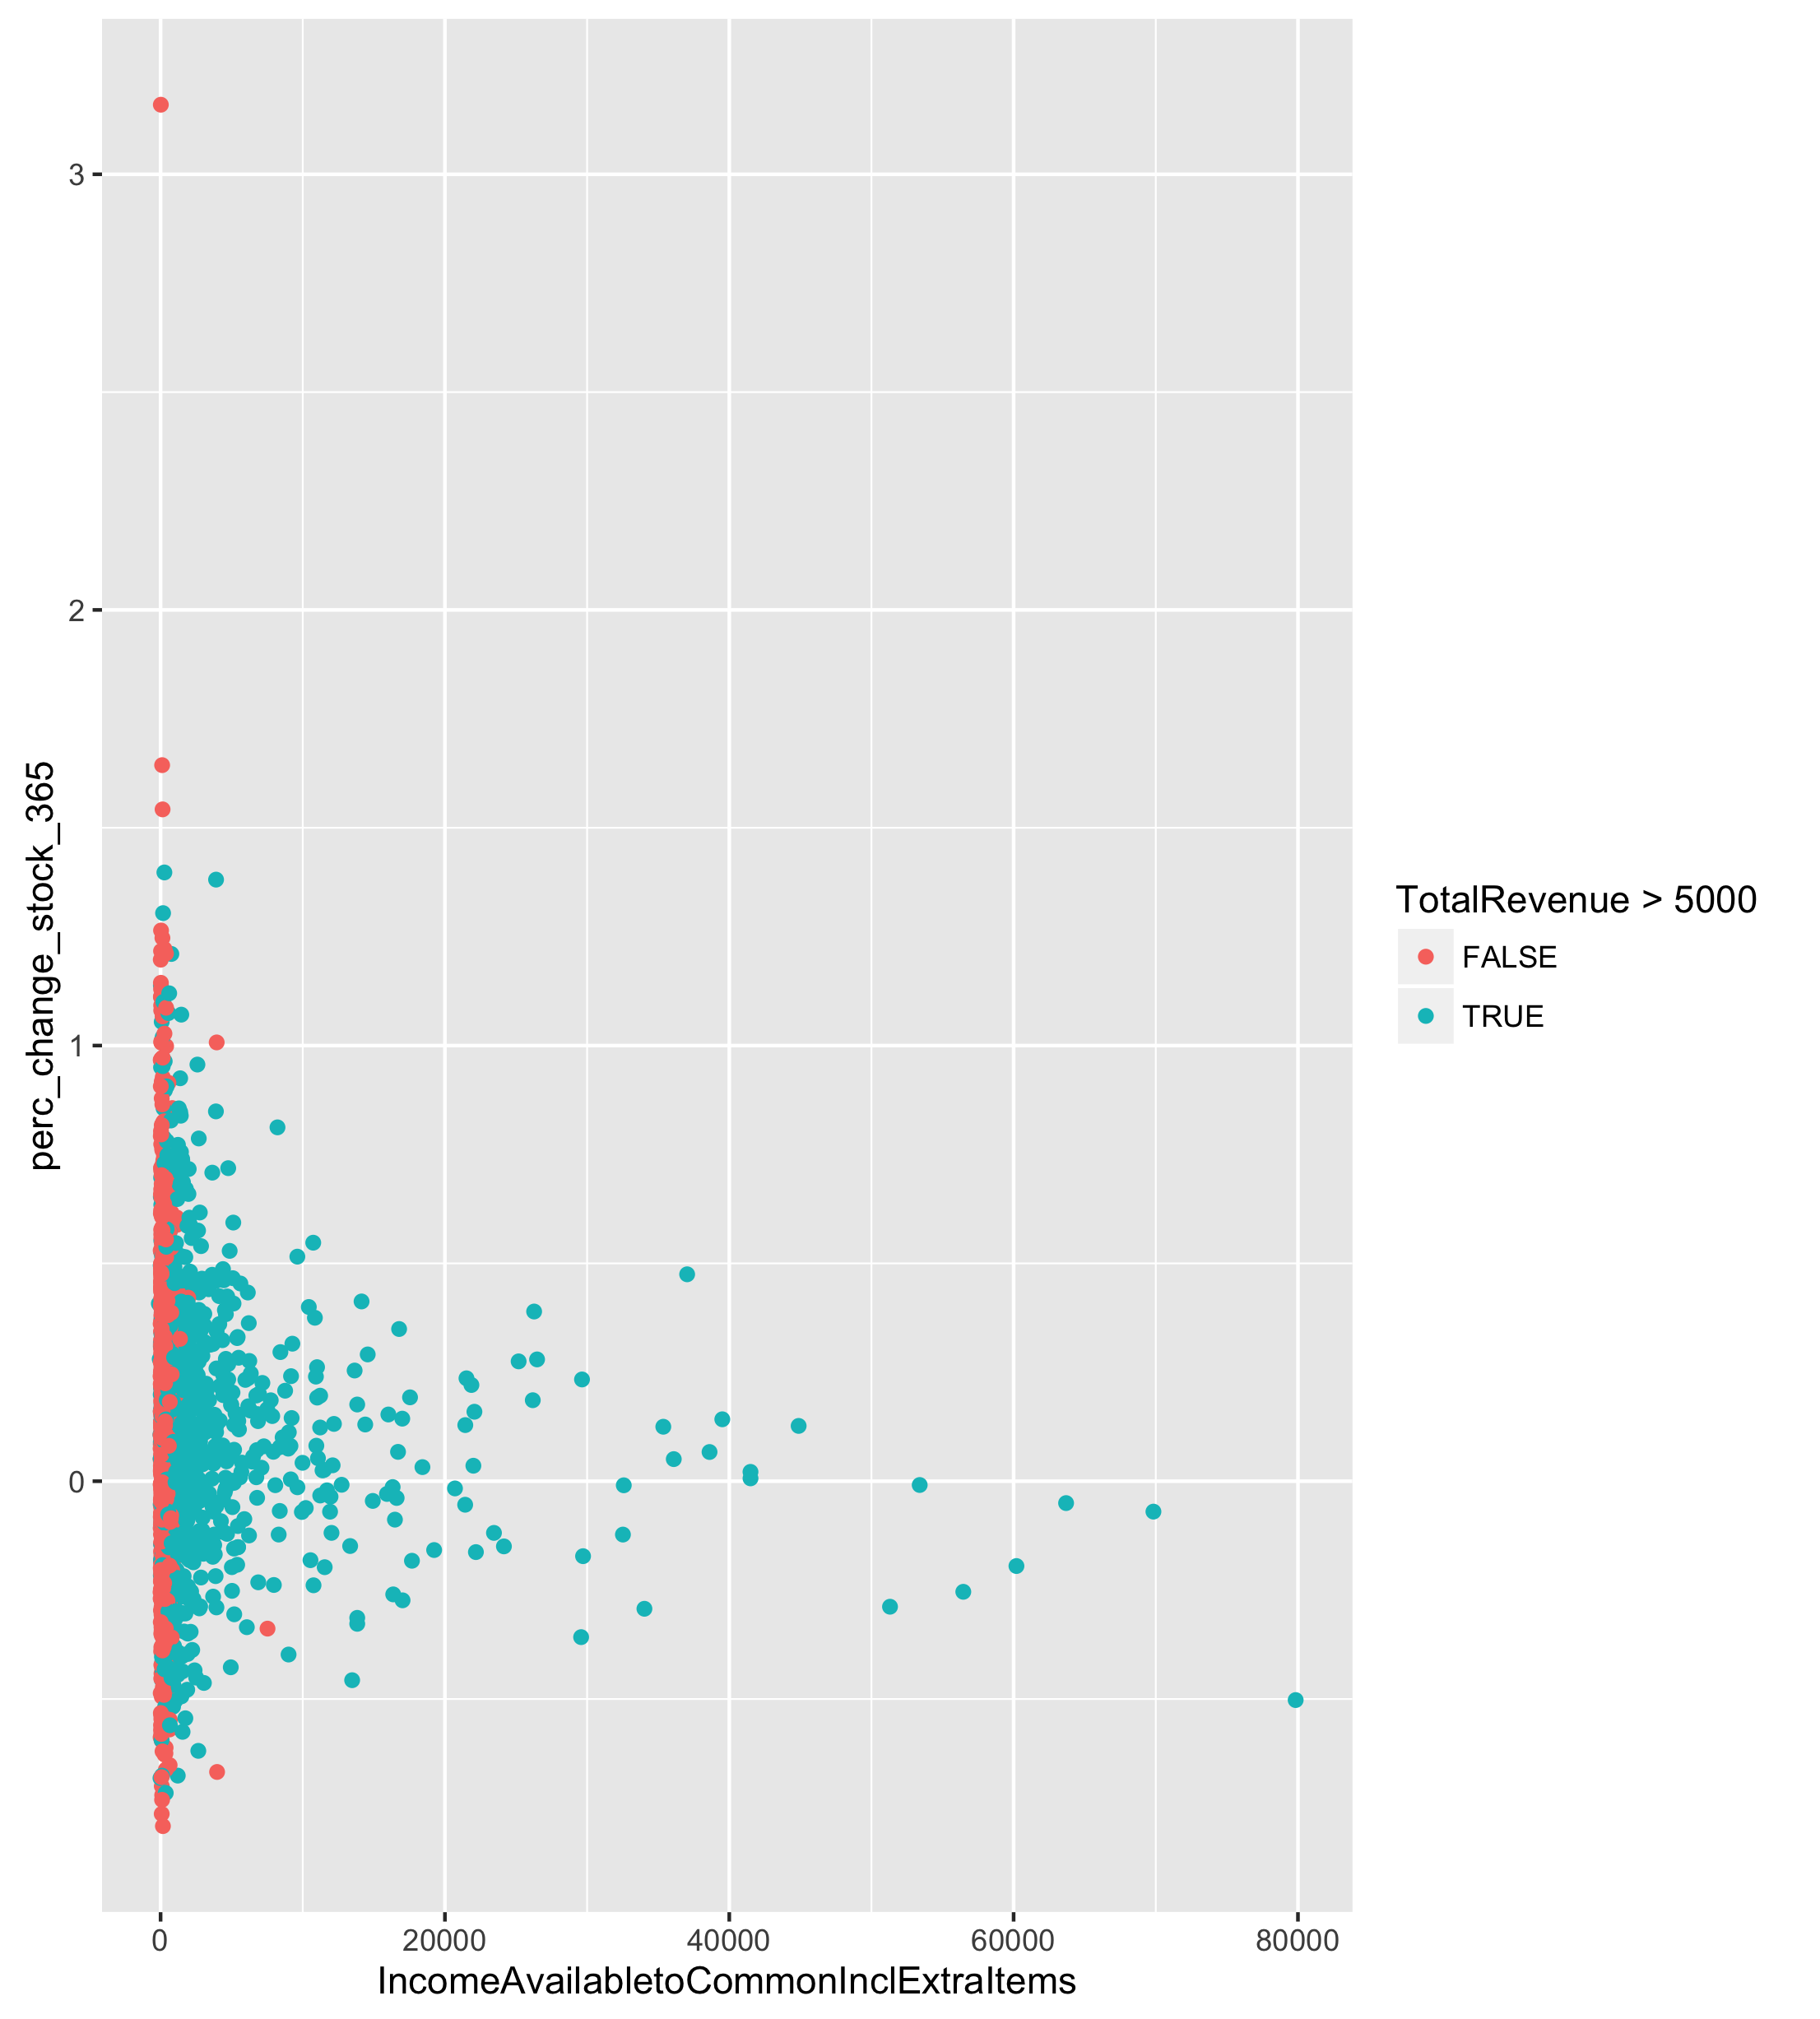 3
2
1
0
perc_change_stock_365
0
20000
40000
60000
80000
IncomeAvailabletoCommonInclExtraItems
TotalRevenue > 5000
FALSE
TRUE